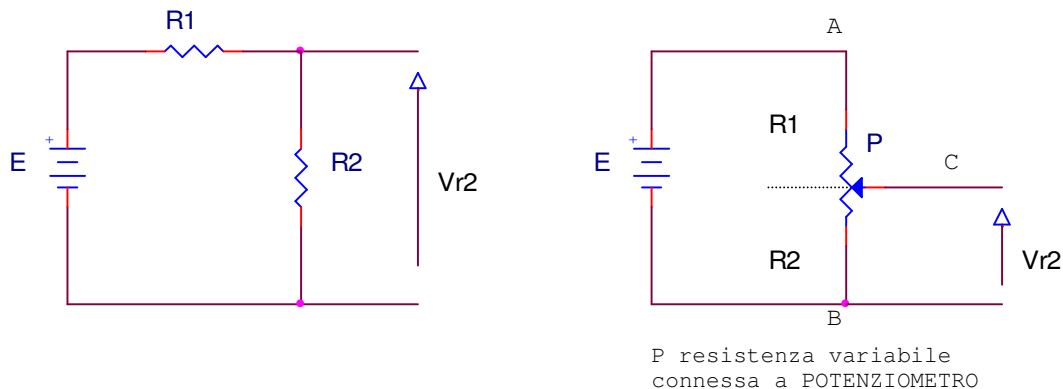 R1
+
E
R2
Vr2
A
R1
P
+
E
C
R2
Vr2
B
P resistenza variabile
connessa a POTENZIOMETRO